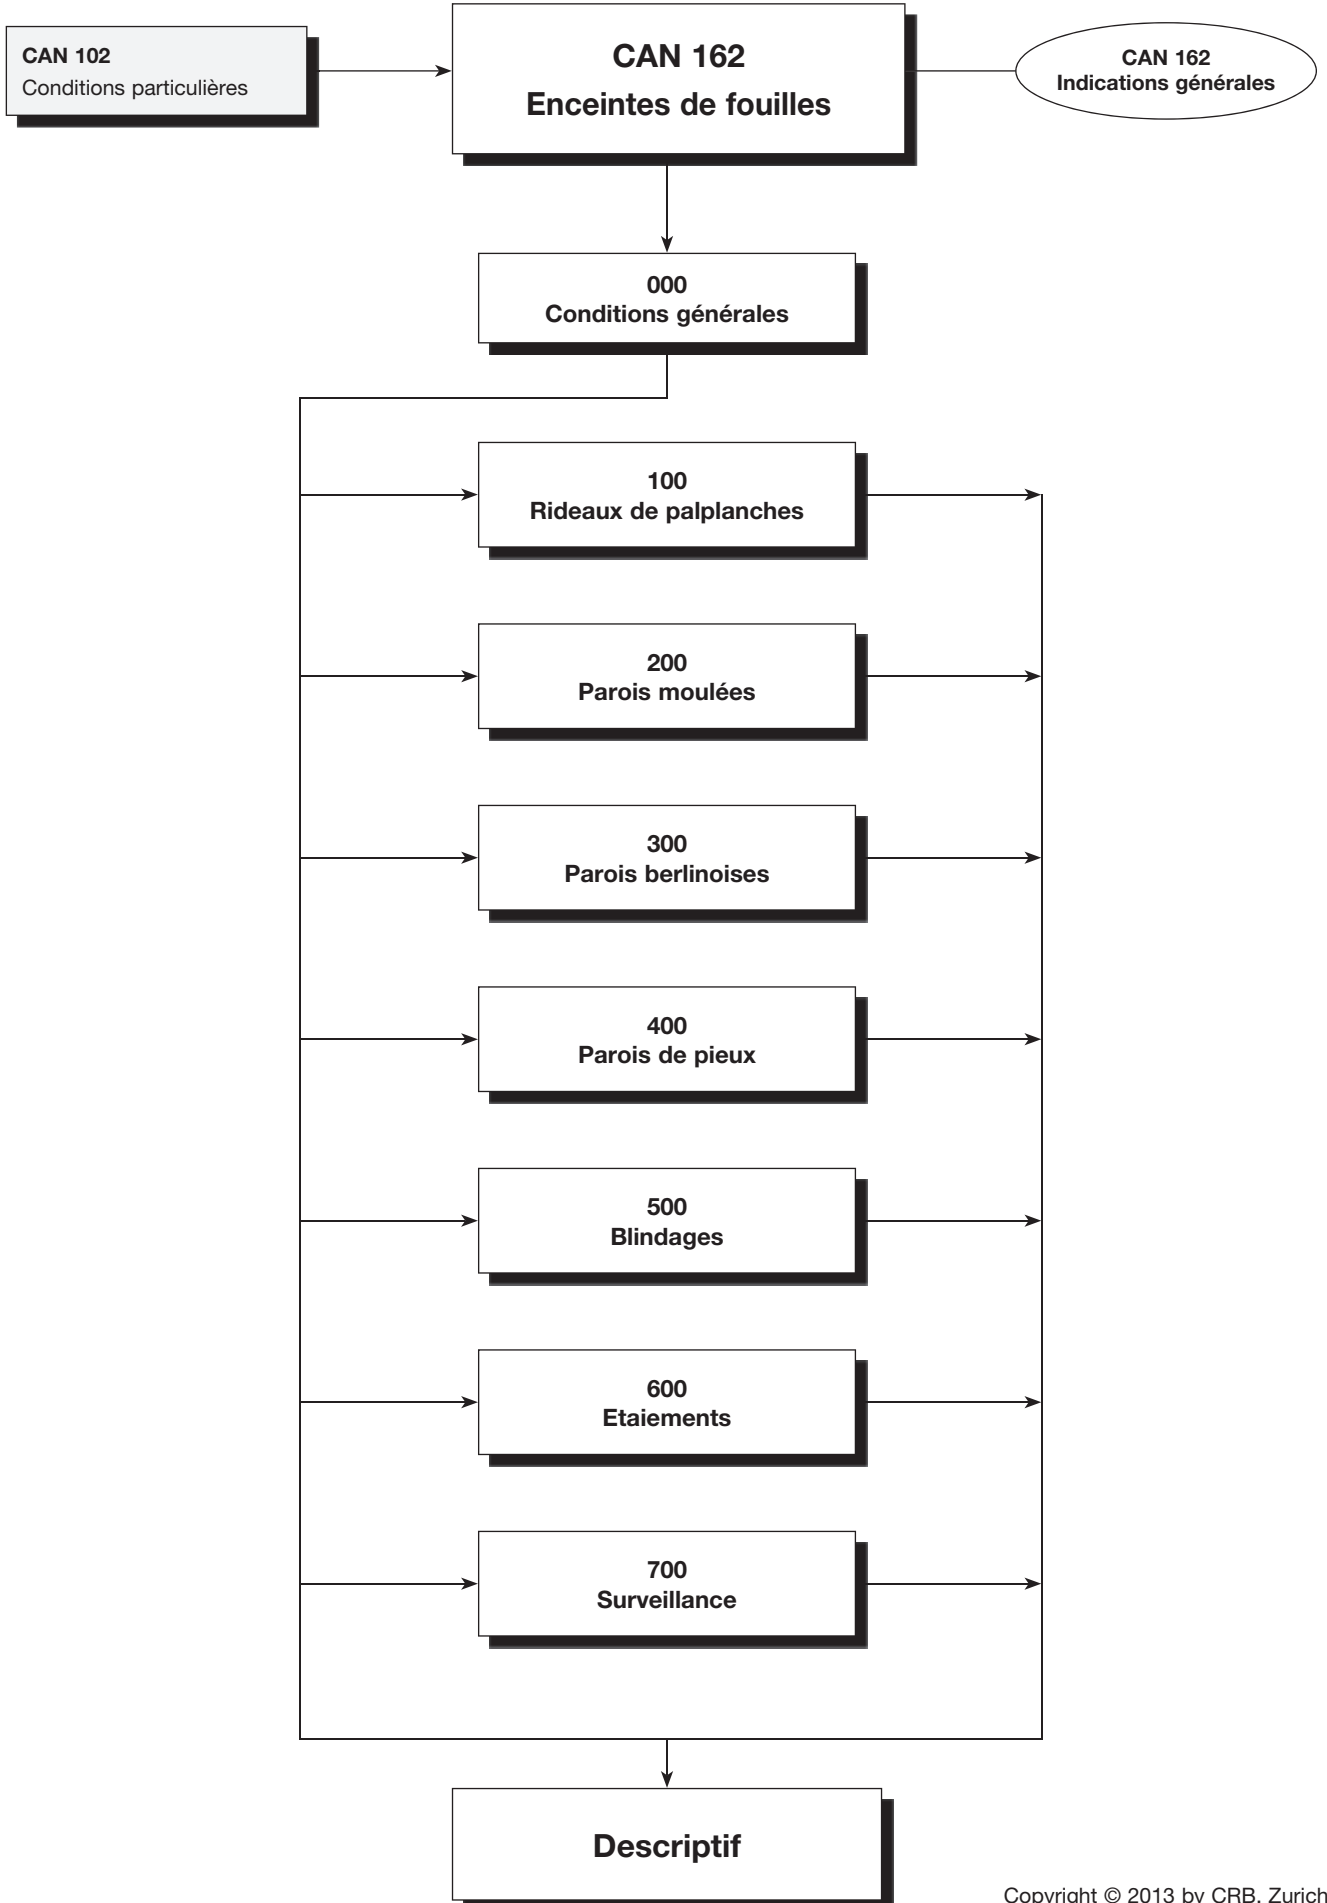 CAN 102
Conditions particulières
CAN 162
Enceintes de fouilles
CAN 162
Indications générales
000
Conditions générales
100
Rideaux de palplanches
200
Parois moulées
300
Parois berlinoises
400
Parois de pieux
500
Blindages
600
Etaiements
700
Surveillance
Descriptif
Copyright © 2013 by CRB, Zurich